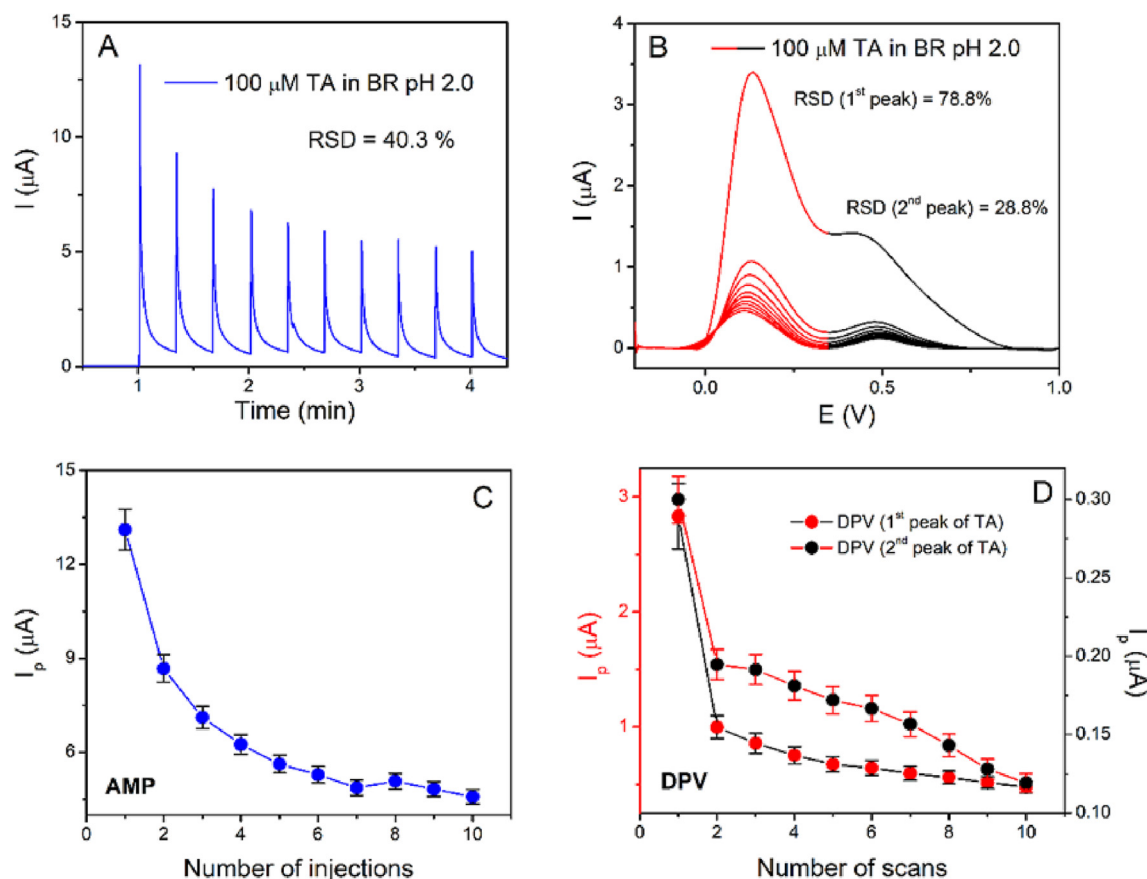 A
15
10
5
0
I (μA)
100 μM TA in BR pH 2.0
RSD = 40.3 %
1 2 3 4
Time (min)
B
4
3
2
1
0
I (μA)
100 μM TA in BR pH 2.0
RSD (1st peak) = 78.8%
RSD (2nd peak) = 28.8%
0.0 0.5 1.0
E (V)
C
15
12
9
6
Ip (μA)
AMP
0 2 4 6 8 10
Number of injections
D
3
2
1
Ip (μA)
DPV (1st peak of TA)
DPV (2nd peak of TA)
DPV
0.30
0.25
0.20
0.15
0.10
Ip (μA)
0 2 4 6 8 10
Number of scans